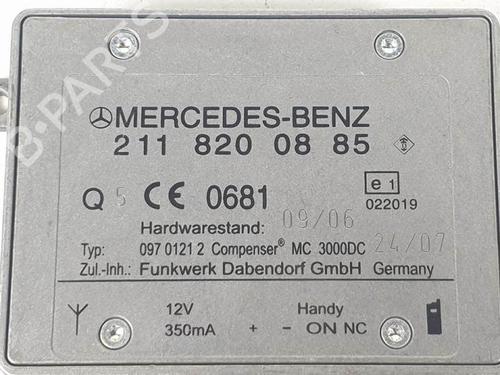 B-PARTS
MERCEDES-BENZ
211 820 08 85
Q 5 CE 0681 e1
09/06 022019
Hardwarestand:
Typ: 097 0121 2 Compenser® MC 3000DC 24/07
Zul.-Inh.: Funkwerk Dabendorf GmbH Germany
12V Handy
350mA + - ON NC